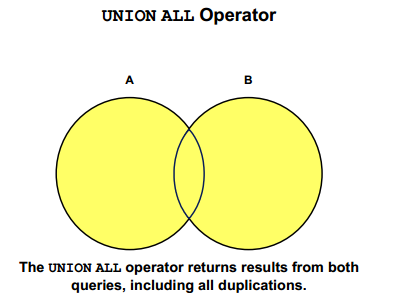 UNION ALL Operator
A B
The UNION ALL operator returns results from both
queries, including all duplications.